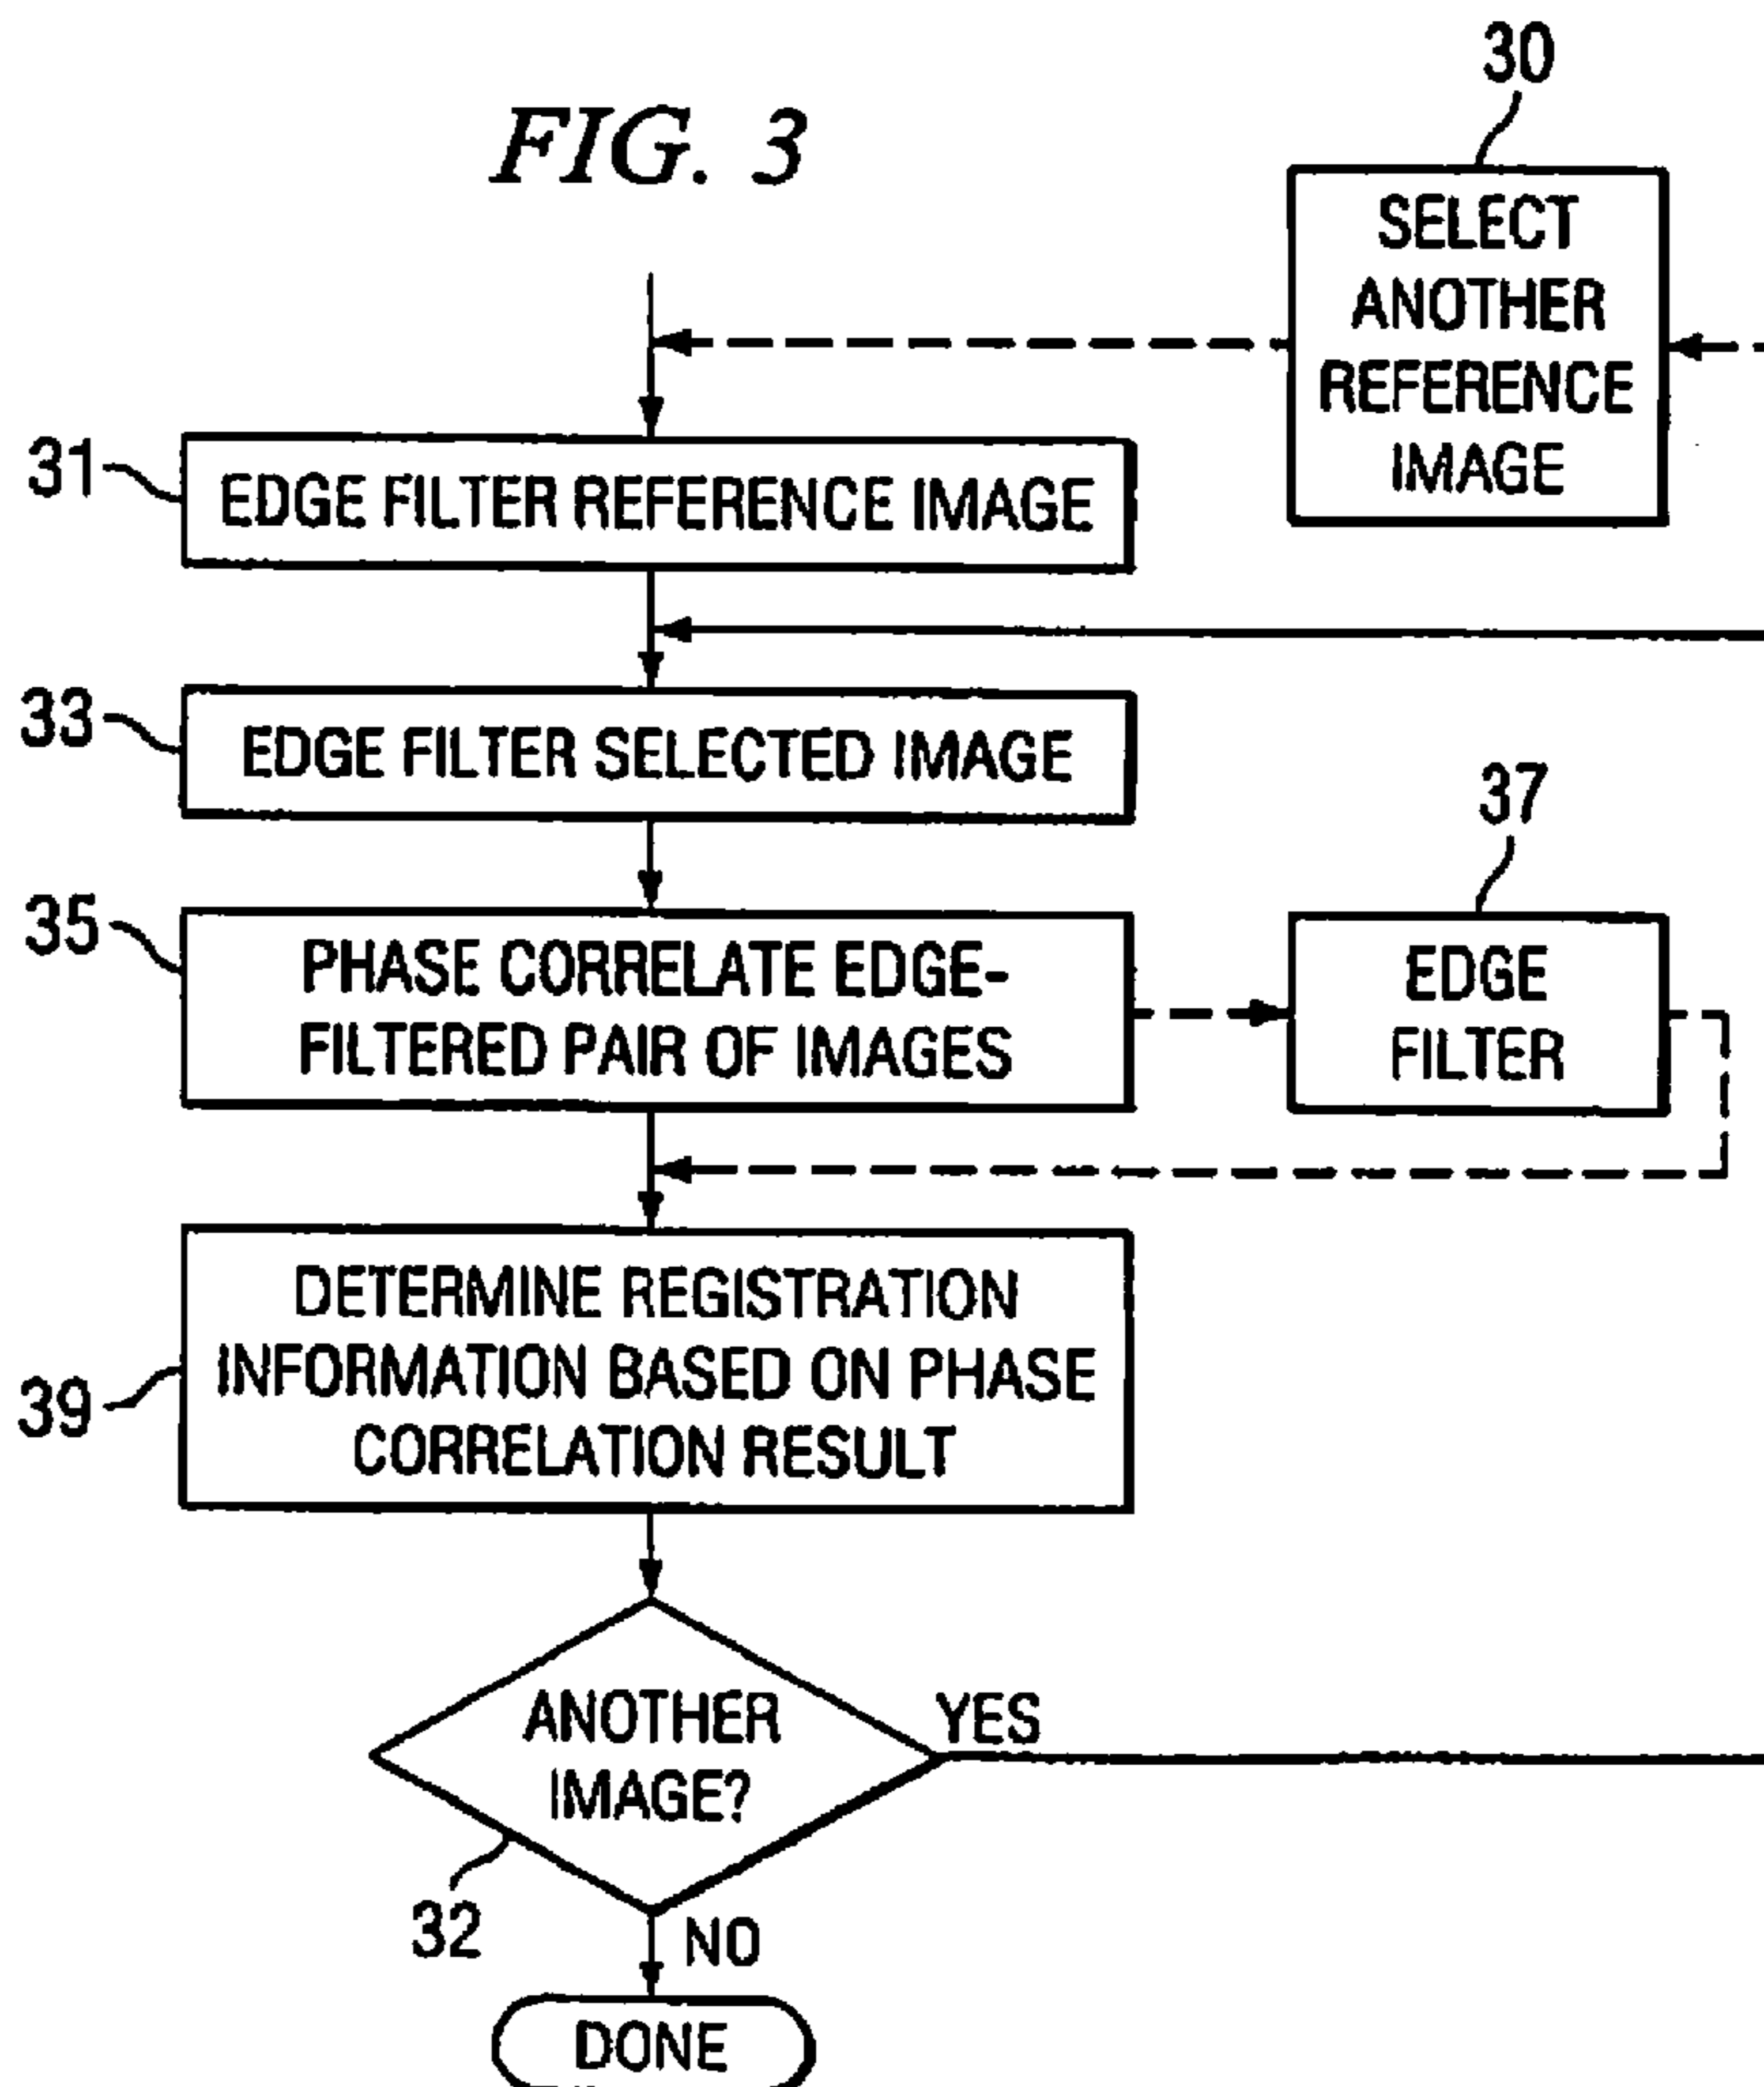 FIG. 3
30
SELECT
ANOTHER
REFERENCE
IMAGE
31
EDGE FILTER REFERENCE IMAGE
33
EDGE FILTER SELECTED IMAGE
35
PHASE CORRELATE EDGE-
FILTERED PAIR OF IMAGES
37
EDGE
FILTER
39
DETERMINE REGISTRATION
INFORMATION BASED ON PHASE
CORRELATION RESULT
ANOTHER
IMAGE?
YES
32
NO
DONE